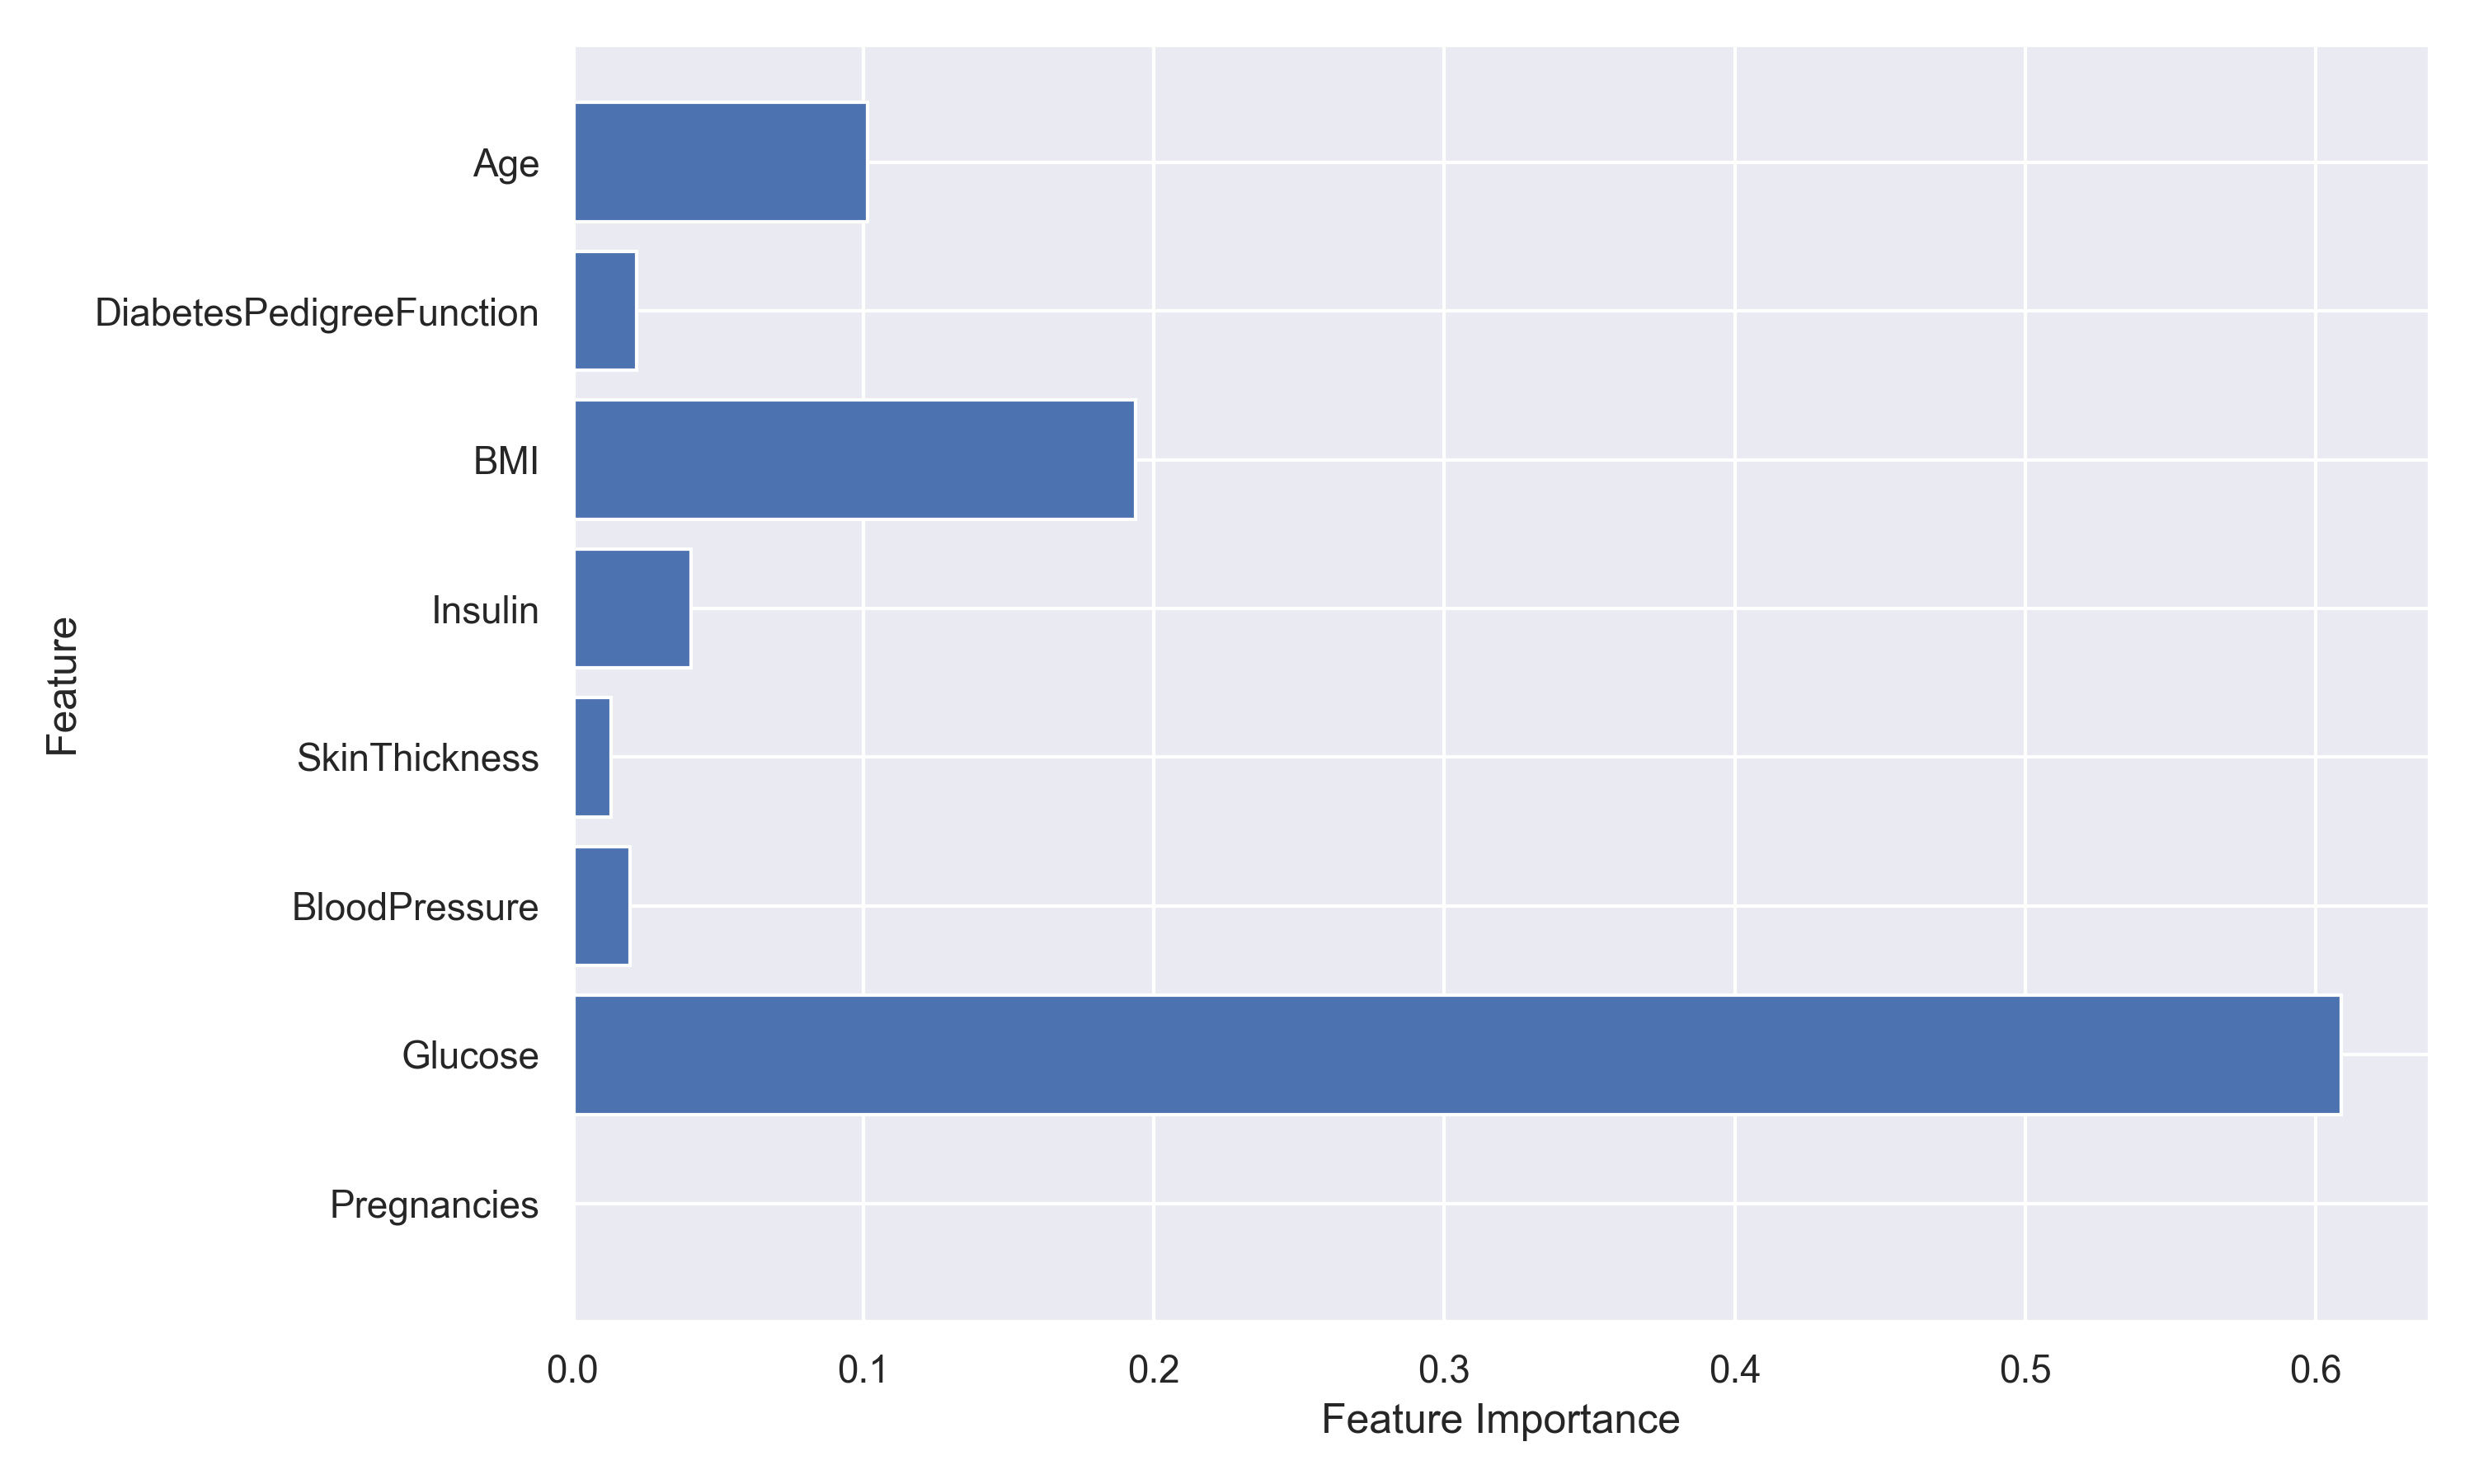 Age
DiabetesPedigreeFunction
BMI
Insulin
SkinThickness
BloodPressure
Glucose
Pregnancies
Feature
0.0 0.1 0.2 0.3 0.4 0.5 0.6
Feature Importance